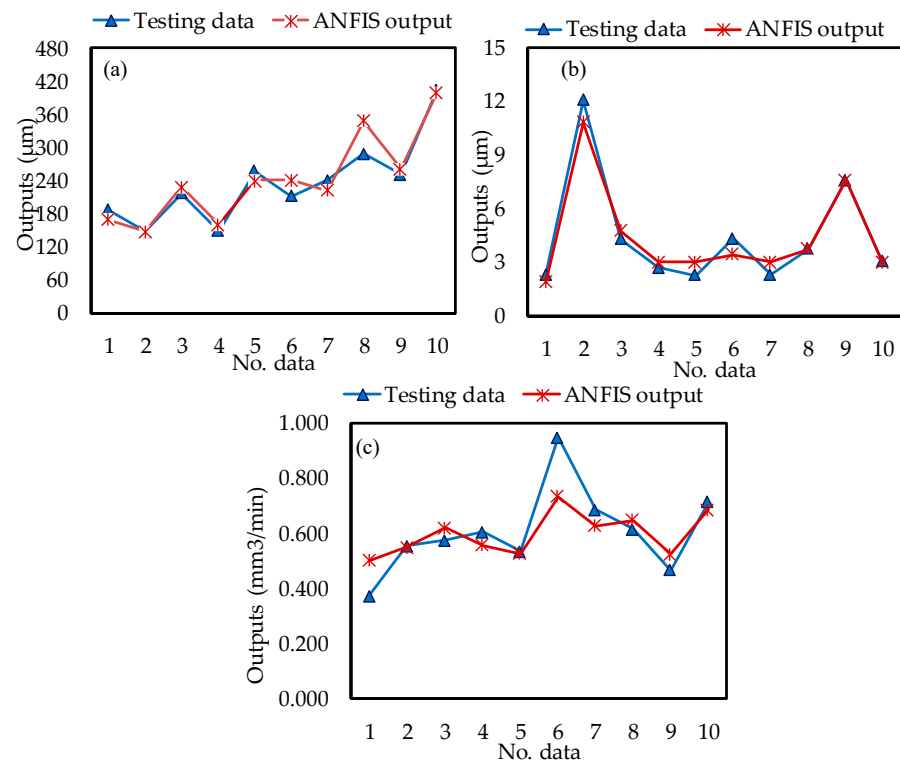 Testing data ANFIS output
(a)
Outputs (µm)
480
420
360
300
240
180
120
60
0
1 2 3 4 5 6 7 8 9 10
No. data
Testing data ANFIS output
(b)
Outputs (µm)
15
12
9
6
3
0
1 2 3 4 5 6 7 8 9 10
No. data
Testing data ANFIS output
(c)
Outputs (mm3/min)
1.000
0.800
0.600
0.400
0.200
0.000
1 2 3 4 5 6 7 8 9 10
No. data